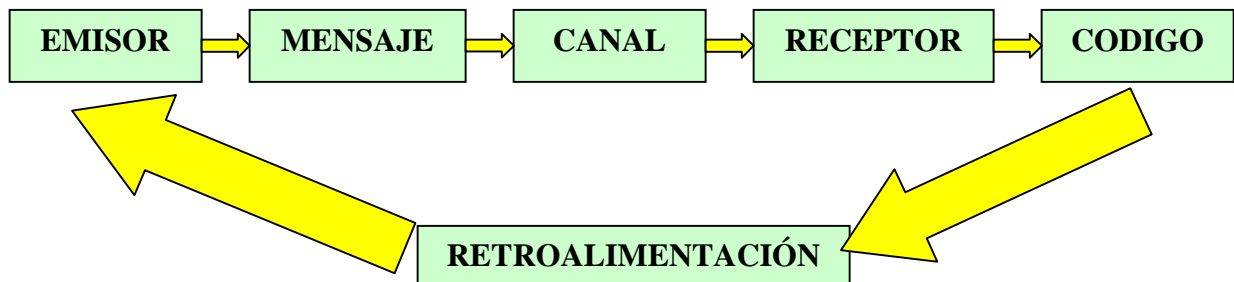 EMISOR MENSAJE CANAL RECEPTOR CODIGO
RETROALIMENTACIÓN